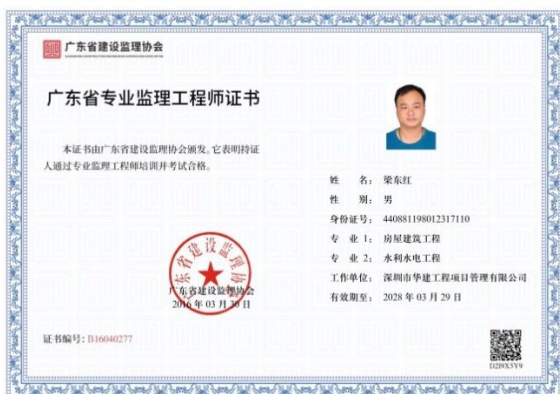 广东省建设监理协会
广东省专业监理工程师证书
本证书由广东省建设监理协会颁发。它表明持证
人通过专业监理工程师培训并考试合格。
广东省建设监理协会
广东省建设监理协会
2016 年 03 月 30 日
证书编号：B16040277
姓 名：梁东红
性 别：男
身份证号：440881198012317110
专 业 1：房屋建筑工程
专 业 2：水利水电工程
工作单位：深圳市华建工程项目管理有限公司
有效期至：2028 年 03 月 29 日
D2I9X5Y9